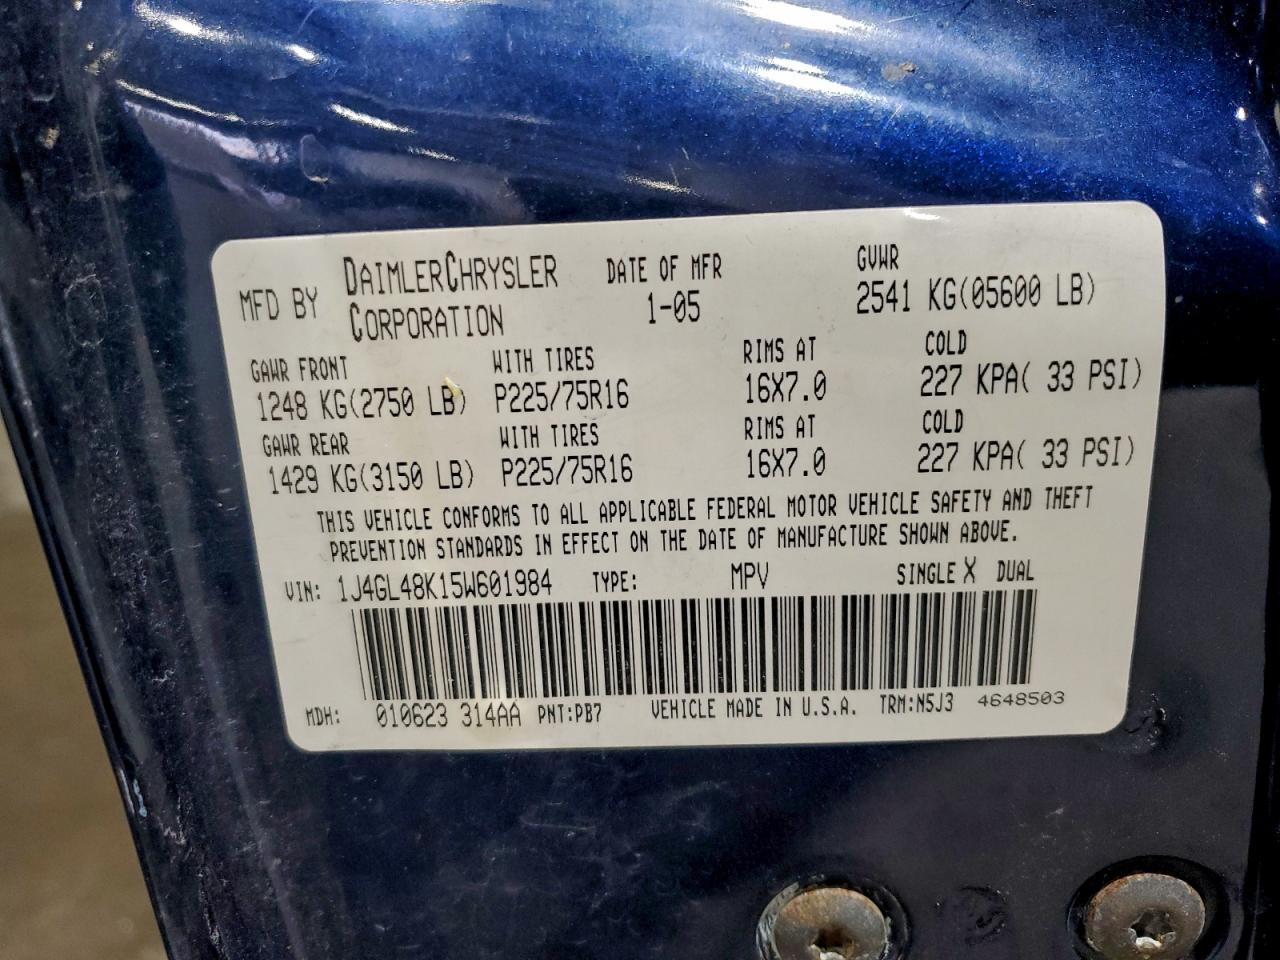 MFD BY DAIMLERCHRYSLER CORPORATION DATE OF MFR 1-05 GVWR 2541 KG(05600 LB)
GAWR FRONT WITH TIRES RIMS AT COLD
1248 KG(2750 LB) P225/75R16 16X7.0 227 KPA( 33 PSI)
GAWR REAR WITH TIRES RIMS AT COLD
1429 KG(3150 LB) P225/75R16 16X7.0 227 KPA( 33 PSI)
THIS VEHICLE CONFORMS TO ALL APPLICABLE FEDERAL MOTOR VEHICLE SAFETY AND THEFT
PREVENTION STANDARDS IN EFFECT ON THE DATE OF MANUFACTURE SHOWN ABOVE.
VIN: 1J4GL48K15W601984 TYPE: MPV SINGLE X DUAL
MDH: 010623 314AA PNT:PB7 VEHICLE MADE IN U.S.A. TRM:N5J3 4648503